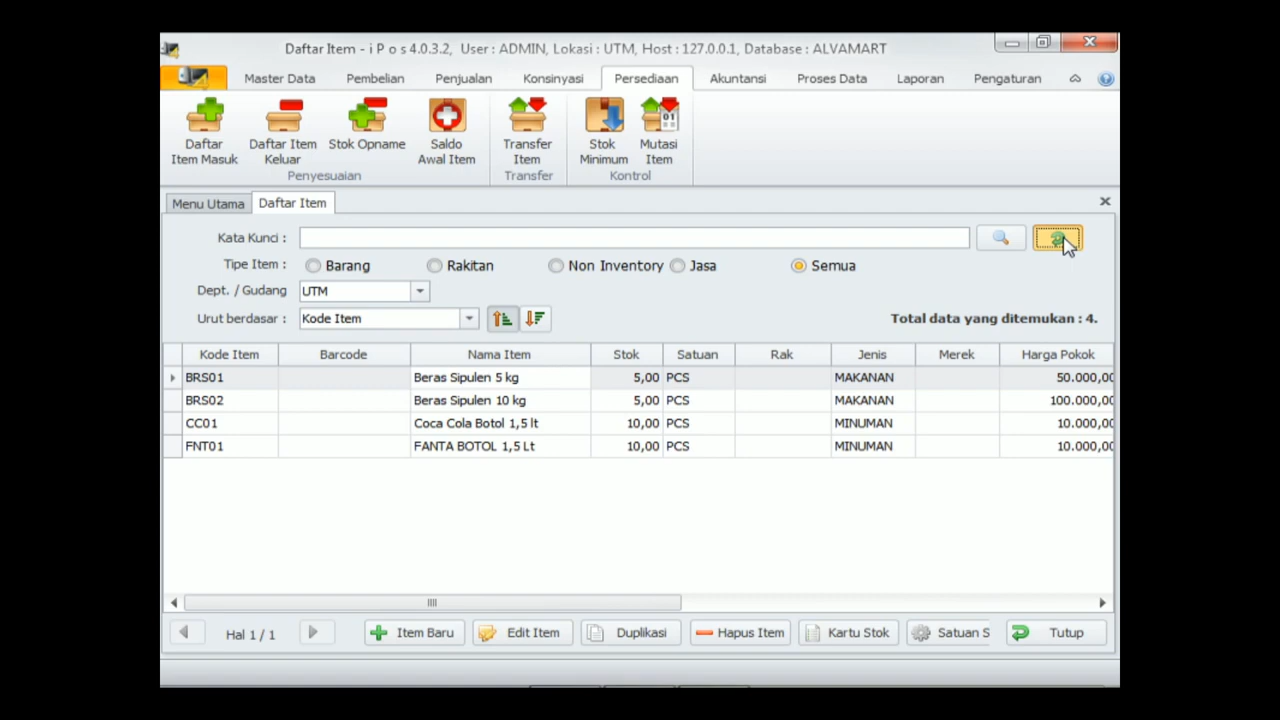 Daftar Item - i P o s 4.0.3.2, User : ADMIN, Lokasi : UTM, Host : 127.0.0.1, Database : ALVAMART
Master Data Pembelian Penjualan Konsinyasi Persediaan Akuntansi Proses Data Laporan Pengaturan
Daftar Item Masuk
Daftar Item Keluar
Stok Opname
Saldo Awal Item
Transfer Item
Stok Minimum
01
Mutasi Item
Penyesuaian Transfer Kontrol
Menu Utama Daftar Item
Kata Kunci :
Tipe Item : Barang Rakitan Non Inventory Jasa Semua
Dept. / Gudang UTM
Urut berdasar : Kode Item Total data yang ditemukan : 4.
Kode Item Barcode Nama Item Stok Satuan Rak Jenis Merek Harga Pokok
BRS01 Beras Sipulen 5 kg 5,00 PCS MAKANAN 50.000,00
BRS02 Beras Sipulen 10 kg 5,00 PCS MAKANAN 100.000,00
CC01 Coca Cola Botol 1,5 lt 10,00 PCS MINUMAN 10.000,00
FNT01 FANTA BOTOL 1,5 Lt 10,00 PCS MINUMAN 10.000,00
Hal 1 / 1 Item Baru Edit Item Duplikasi Hapus Item Kartu Stok Satuan S Tutup